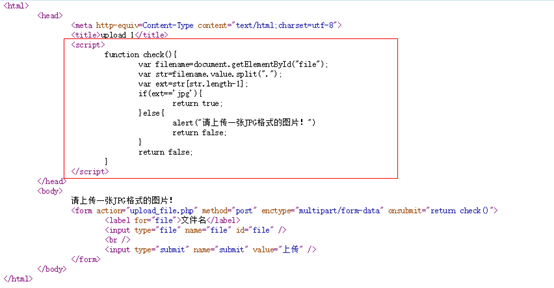 <html>
<head>
<meta http-equiv=Content-Type content="text/html;charset=utf-8">
<title>upload 1</title>
<script>
function check(){
var filename=document.getElementById("file");
var str=filename.value.split(".");
var ext=str[str.length-1];
if(ext=='jpg'){
return true;
}else{
alert("请上传一张JPG格式的图片！")
return false;
}
return false;
}
</script>
</head>
<body>
请上传一张JPG格式的图片！
<form action="upload_file.php" method="post" enctype="multipart/form-data" onsubmit="return check()">
<label for="file">文件名</label>
<input type="file" name="file" id="file" />
<br />
<input type="submit" name="submit" value="上传" />
</form>
</body>
</html>